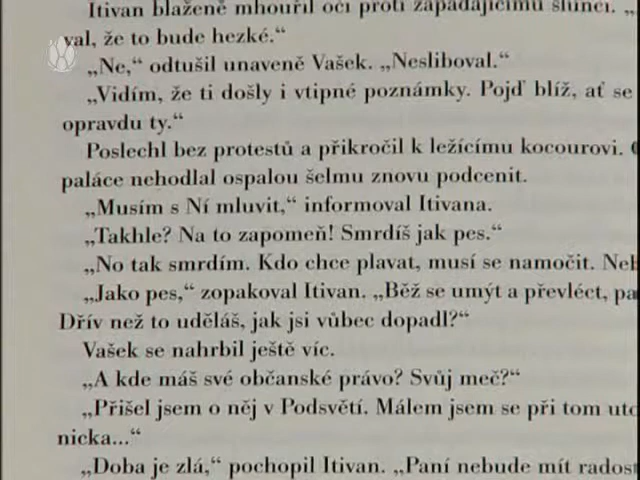 Itivan blaženě mhouřil oči proti zapadajícímu slunci. „
val, že to bude hezké.“
„Ne,“ odtušil unaveně Vašek. „Nesliboval.“
„Vidím, že ti došly i vtipné poznámky. Pojď blíž, ať se
opravdu ty.“
Poslechl bez protestů a přikročil k ležícímu kocourovi.
paláce nehodlal ospalou šelmu znovu podcenit.
„Musím s Ní mluvit,“ informoval Itivana.
„Takhle? Na to zapomeň! Smrdíš jak pes.“
„No tak smrdím. Kdo chce plavat, musí se namočit.
„Jako pes,“ zopakoval Itivan. „Běž se umýt a převléct,
Dřív než to uděláš, jak jsi vůbec dopadl?“
Vašek se nahrbil ještě víc.
„A kde máš své občanské právo? Svůj meč?“
„Přišel jsem o něj v Podsvětí. Málem jsem se při tom
nicka...“
„Doba je zlá,“ pochopil Itivan. „Paní nebude mít